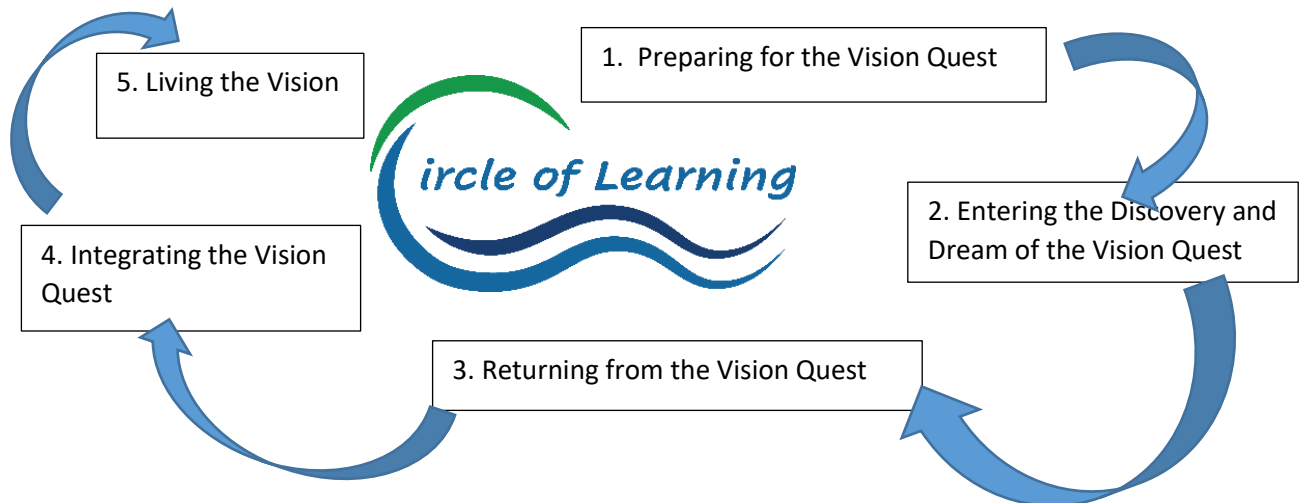 1. Preparing for the Vision Quest
2. Entering the Discovery and
Dream of the Vision Quest
3. Returning from the Vision Quest
4. Integrating the Vision
Quest
5. Living the Vision
Circle of Learning